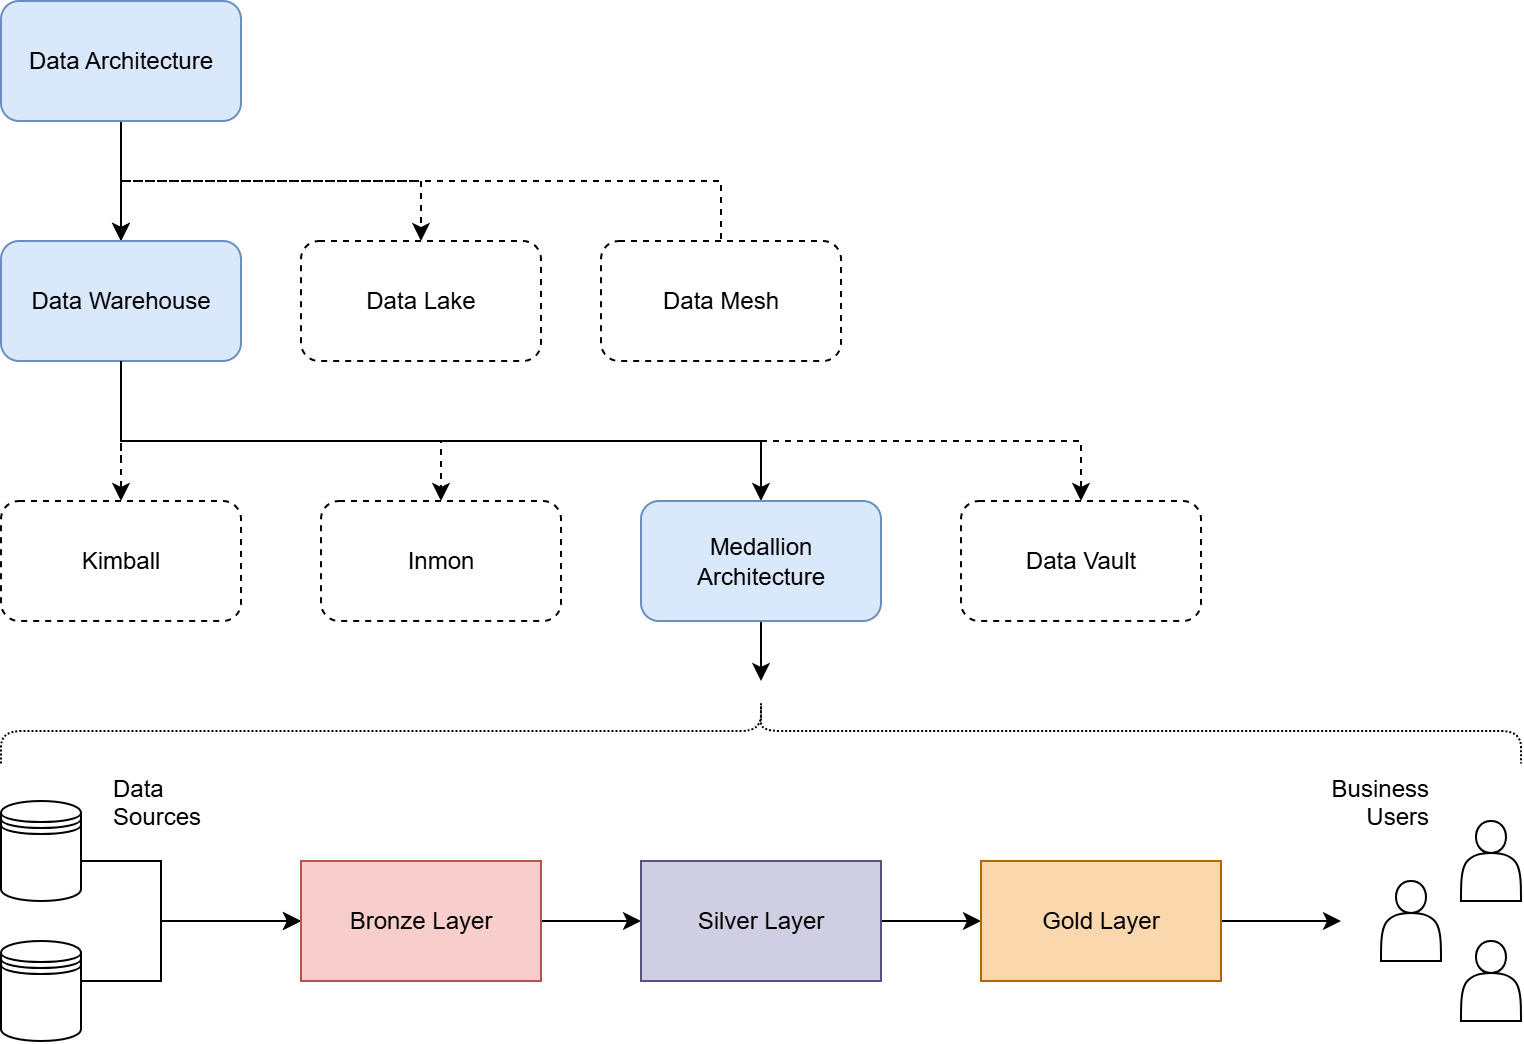 Data Architecture
Data Warehouse
Data Lake
Data Mesh
Kimball
Inmon
Medallion
Architecture
Data Vault
Data
Sources
Business
Users
Bronze Layer
Silver Layer
Gold Layer